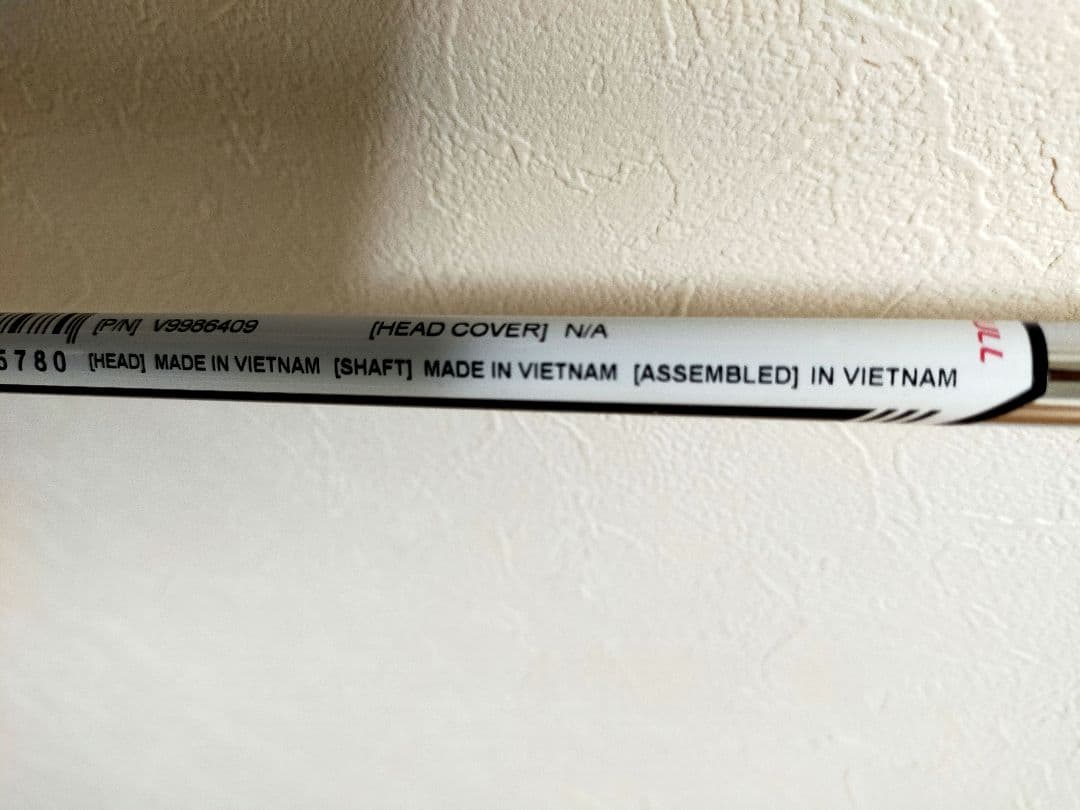 [P/N] V9986409 [HEAD COVER] N/A
5780 [HEAD] MADE IN VIETNAM [SHAFT] MADE IN VIETNAM [ASSEMBLED] IN VIETNAM